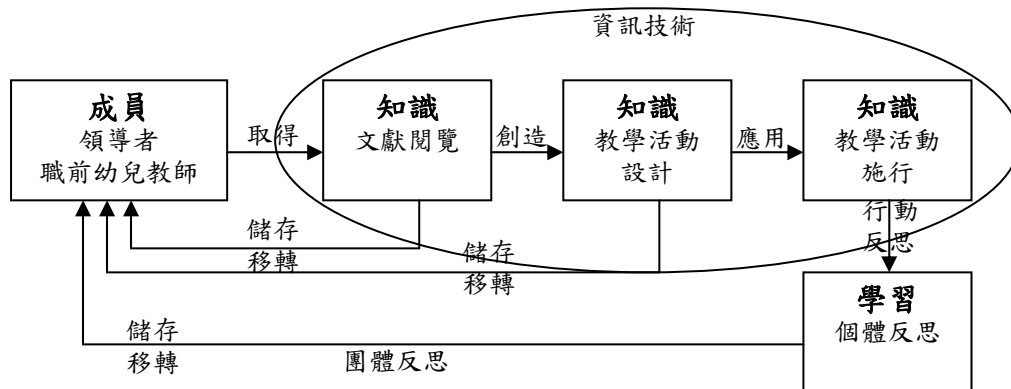 資訊技術
成員
領導者
職前幼兒教師
取得
知識
文獻閱覽
創造
知識
教學活動
設計
應用
知識
教學活動
施行
行動
反思
儲存
移轉
儲存
移轉
學習
個體反思
儲存
移轉
團體反思